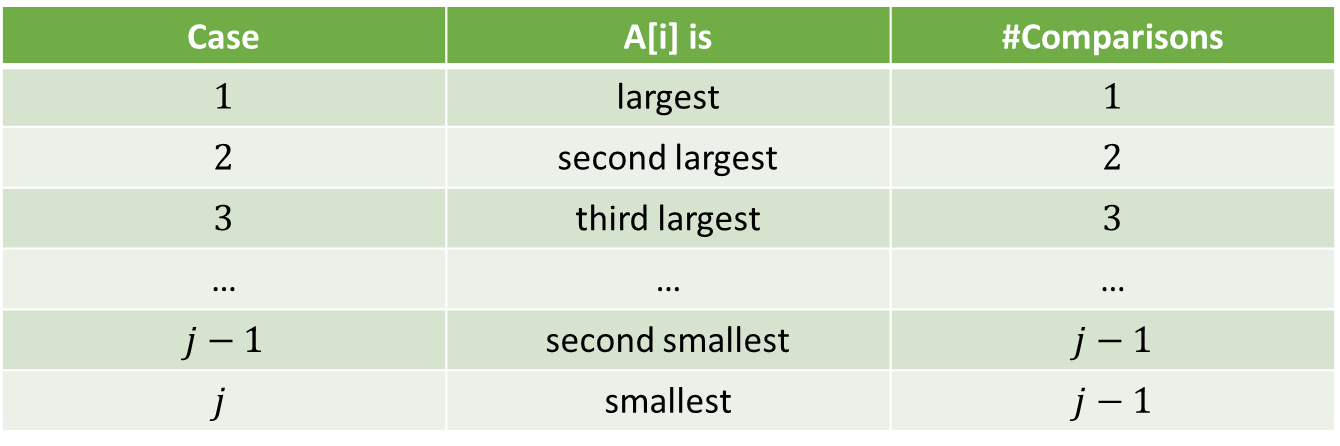 Case A[i] is #Comparisons
1 largest 1
2 second largest 2
3 third largest 3
... ... ...
j − 1 second smallest j − 1
j smallest j − 1